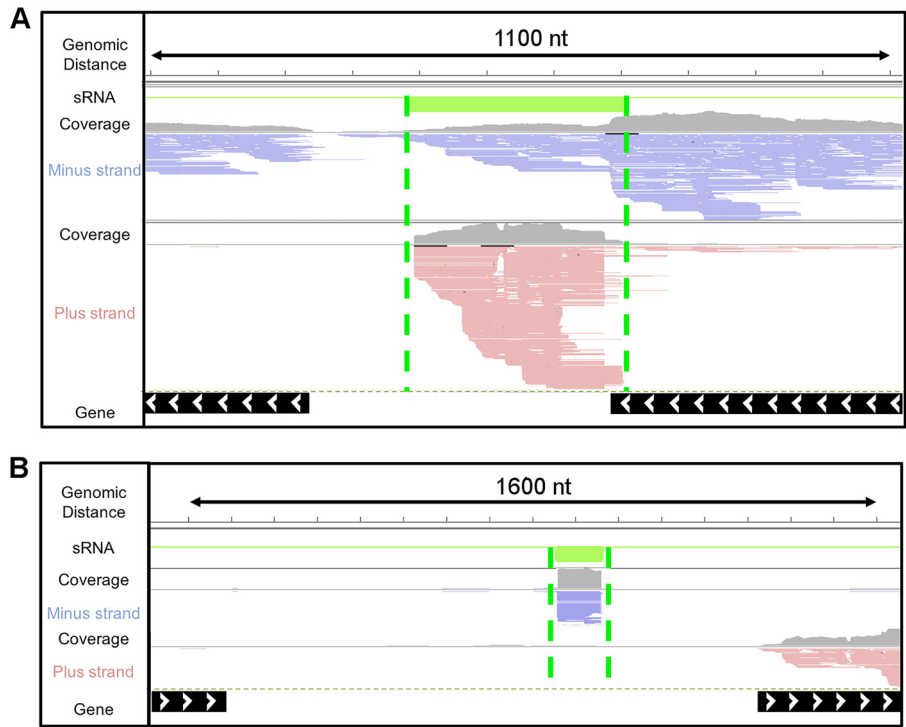 A
Genomic
Distance
1100 nt
sRNA
Coverage
Minus strand
Coverage
Plus strand
Gene
B
Genomic
Distance
1600 nt
sRNA
Coverage
Minus strand
Coverage
Plus strand
Gene